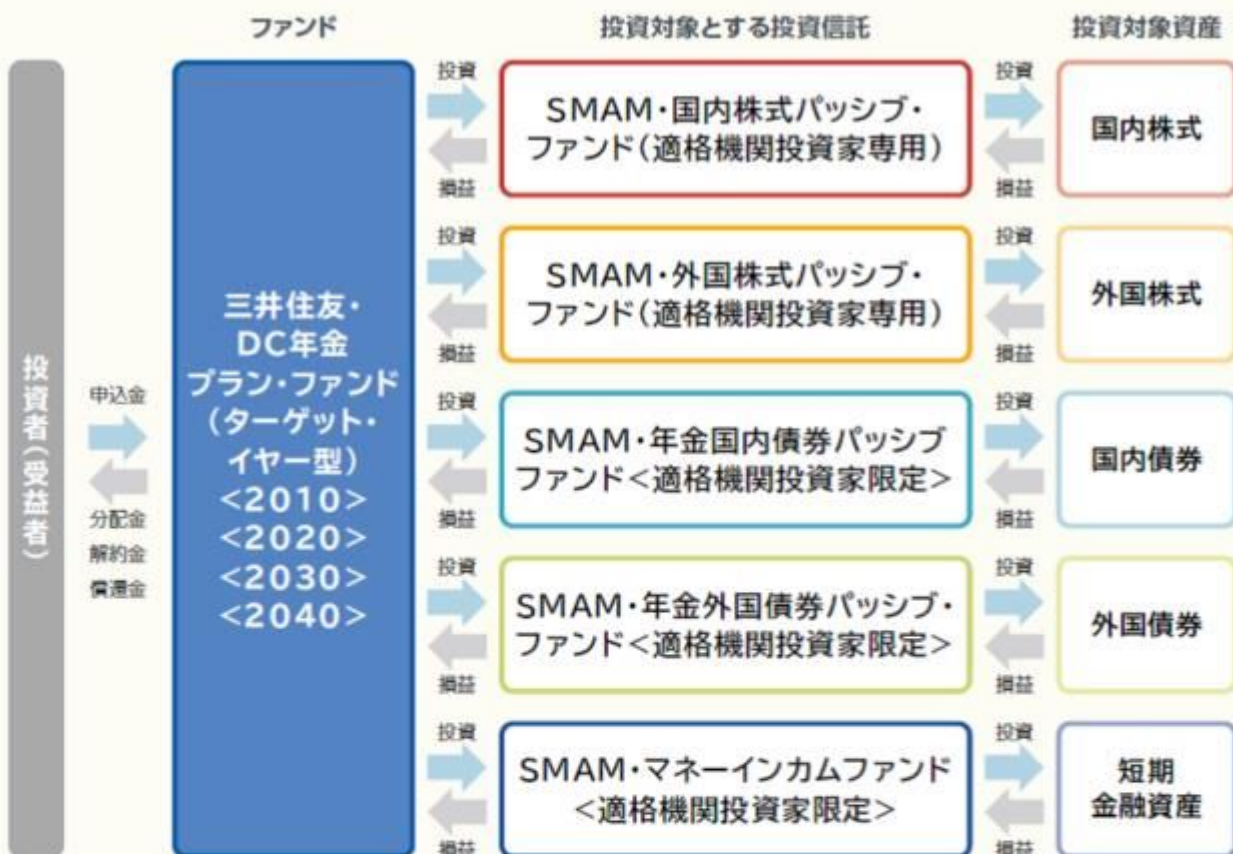 ファンド
投資対象とする投資信託
投資対象資産
投資者(受益者)
申込金
分配金
解約金
償還金
三井住友・
DC年金
プラン・ファンド
(ターゲット・
イヤー型)
<2010>
<2020>
<2030>
<2040>
投資
損益
SMAM・国内株式パッシブ・
ファンド(適格機関投資家専用)
投資
損益
国内株式
投資
損益
SMAM・外国株式パッシブ・
ファンド(適格機関投資家専用)
投資
損益
外国株式
投資
損益
SMAM・年金国内債券パッシブ
ファンド<適格機関投資家限定>
投資
損益
国内債券
投資
損益
SMAM・年金外国債券パッシブ・
ファンド<適格機関投資家限定>
投資
損益
外国債券
投資
損益
SMAM・マネーインカムファンド
<適格機関投資家限定>
投資
損益
短期
金融資産